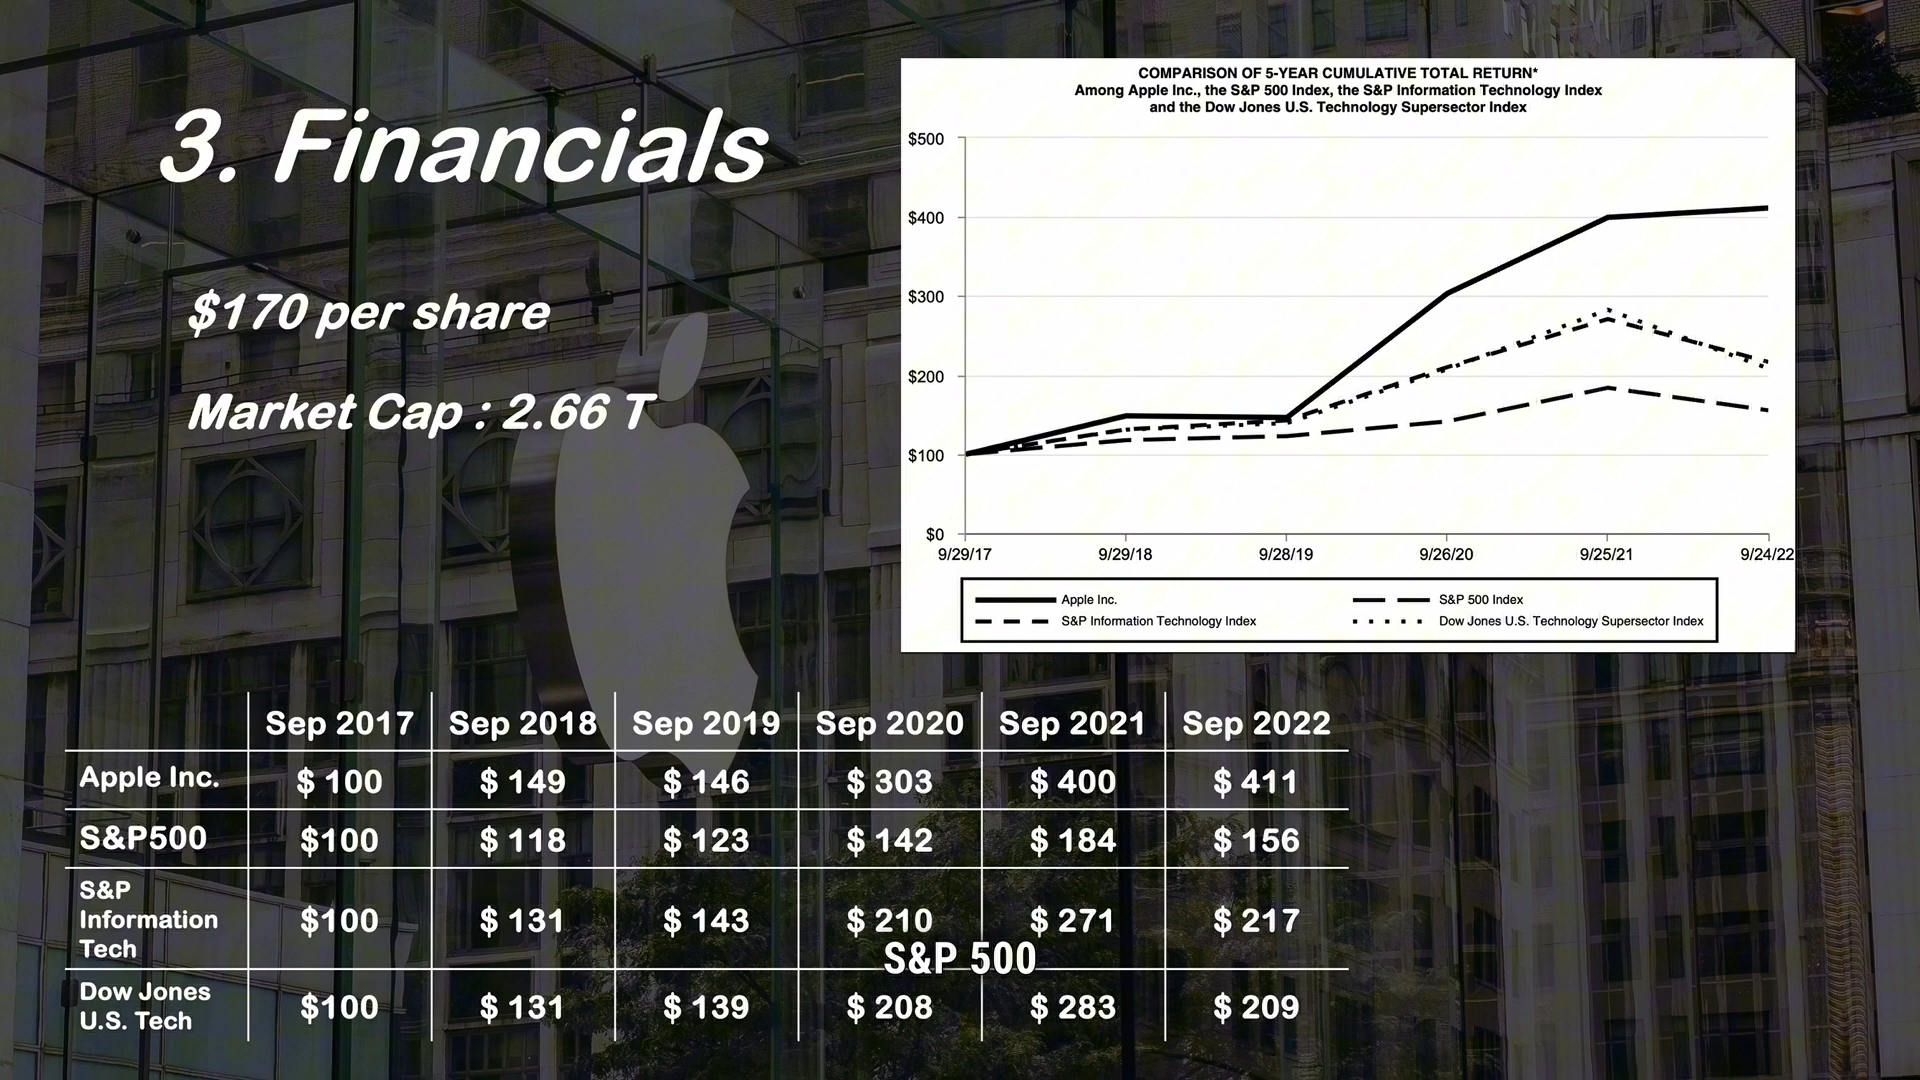 3. Financials
$170 per share
Market Cap : 2.66 T
COMPARISON OF 5-YEAR CUMULATIVE TOTAL RETURN*
Among Apple Inc., the S&P 500 Index, the S&P Information Technology Index
and the Dow Jones U.S. Technology Supersector Index
$500
$400
$300
$200
$100
$0
9/29/17 9/29/18 9/28/19 9/26/20 9/25/21 9/24/22
Apple Inc. S&P 500 Index
S&P Information Technology Index Dow Jones U.S. Technology Supersector Index
Sep 2017 Sep 2018 Sep 2019 Sep 2020 Sep 2021 Sep 2022
Apple Inc. $ 100 $ 149 $ 146 $ 303 $ 400 $ 411
S&P500 $100 $ 118 $ 123 $ 142 $ 184 $ 156
S&P
Information $100 $ 131 $ 143 $ 210 $ 271 $ 217
Tech
S&P 500
Dow Jones
U.S. Tech $100 $ 131 $ 139 $ 208 $ 283 $ 209